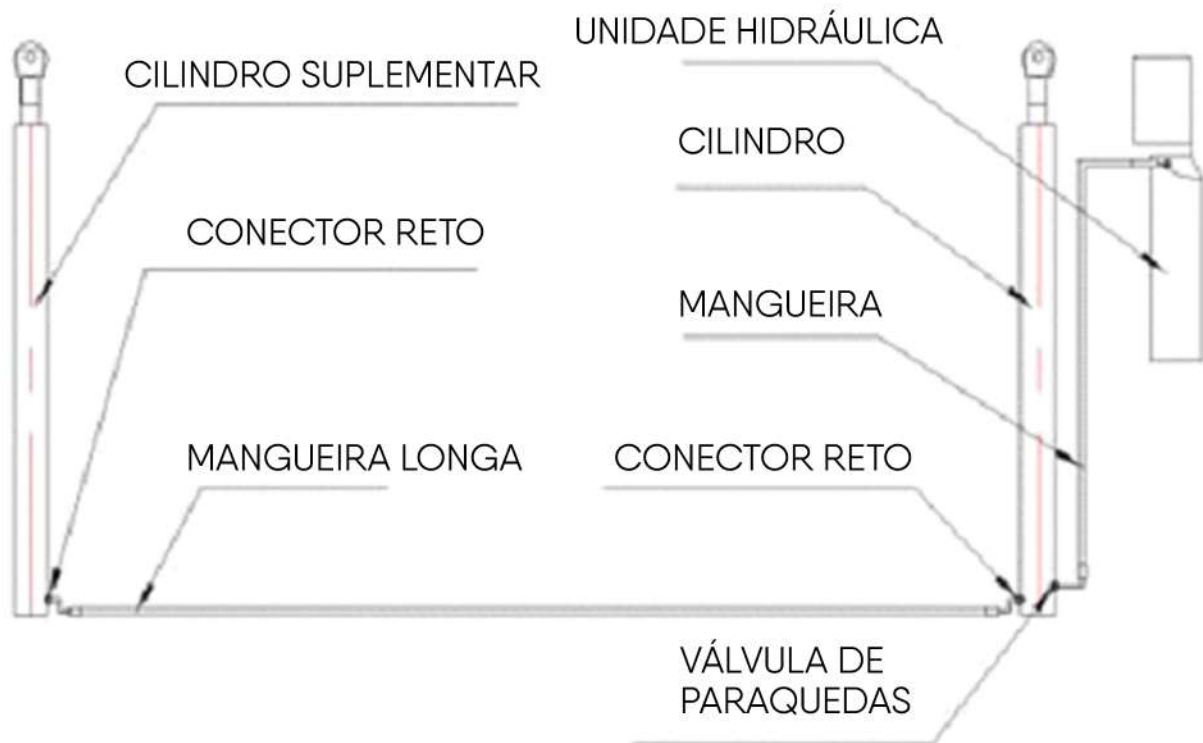 UNIDADE HIDRÁULICA
CILINDRO SUPLEMENTAR
CILINDRO
CONECTOR RETO
MANGUEIRA
MANGUEIRA LONGA
CONECTOR RETO
VÁLVULA DE
PARAQUEDAS